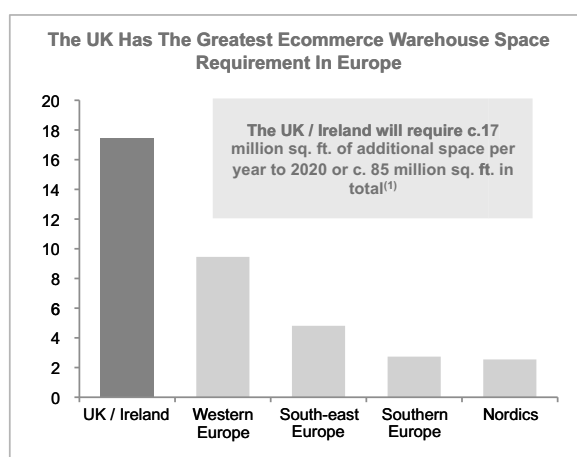 The UK Has The Greatest Ecommerce Warehouse Space
Requirement In Europe
The UK / Ireland will require c.17
million sq. ft. of additional space per
year to 2020 or c. 85 million sq. ft. in
total(1)
20
18
16
14
12
10
8
6
4
2
0
UK / Ireland
Western
Europe
South-east
Europe
Southern
Europe
Nordics